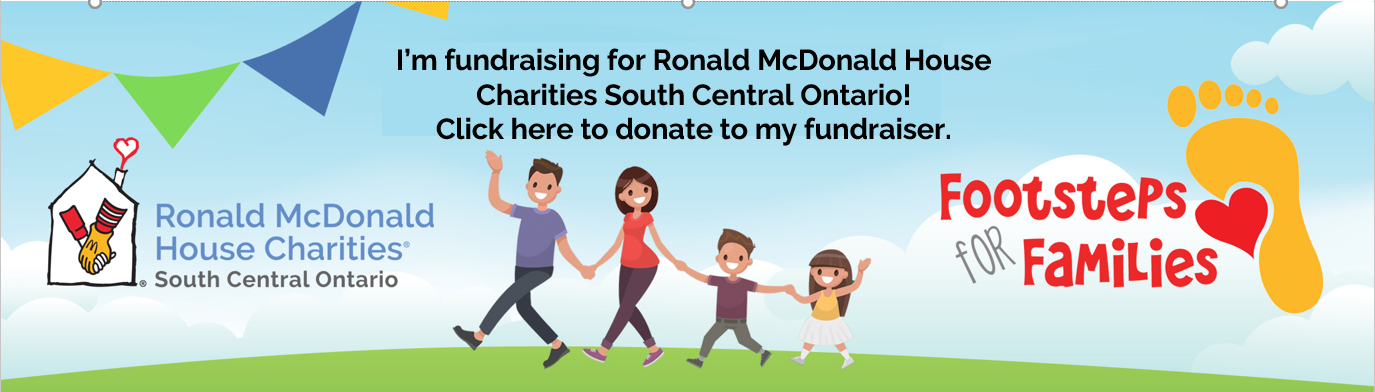 I'm fundraising for Ronald McDonald House
Charities South Central Ontario!
Click here to donate to my fundraiser.
Ronald McDonald
House Charities®
® South Central Ontario
Footsteps
for Families